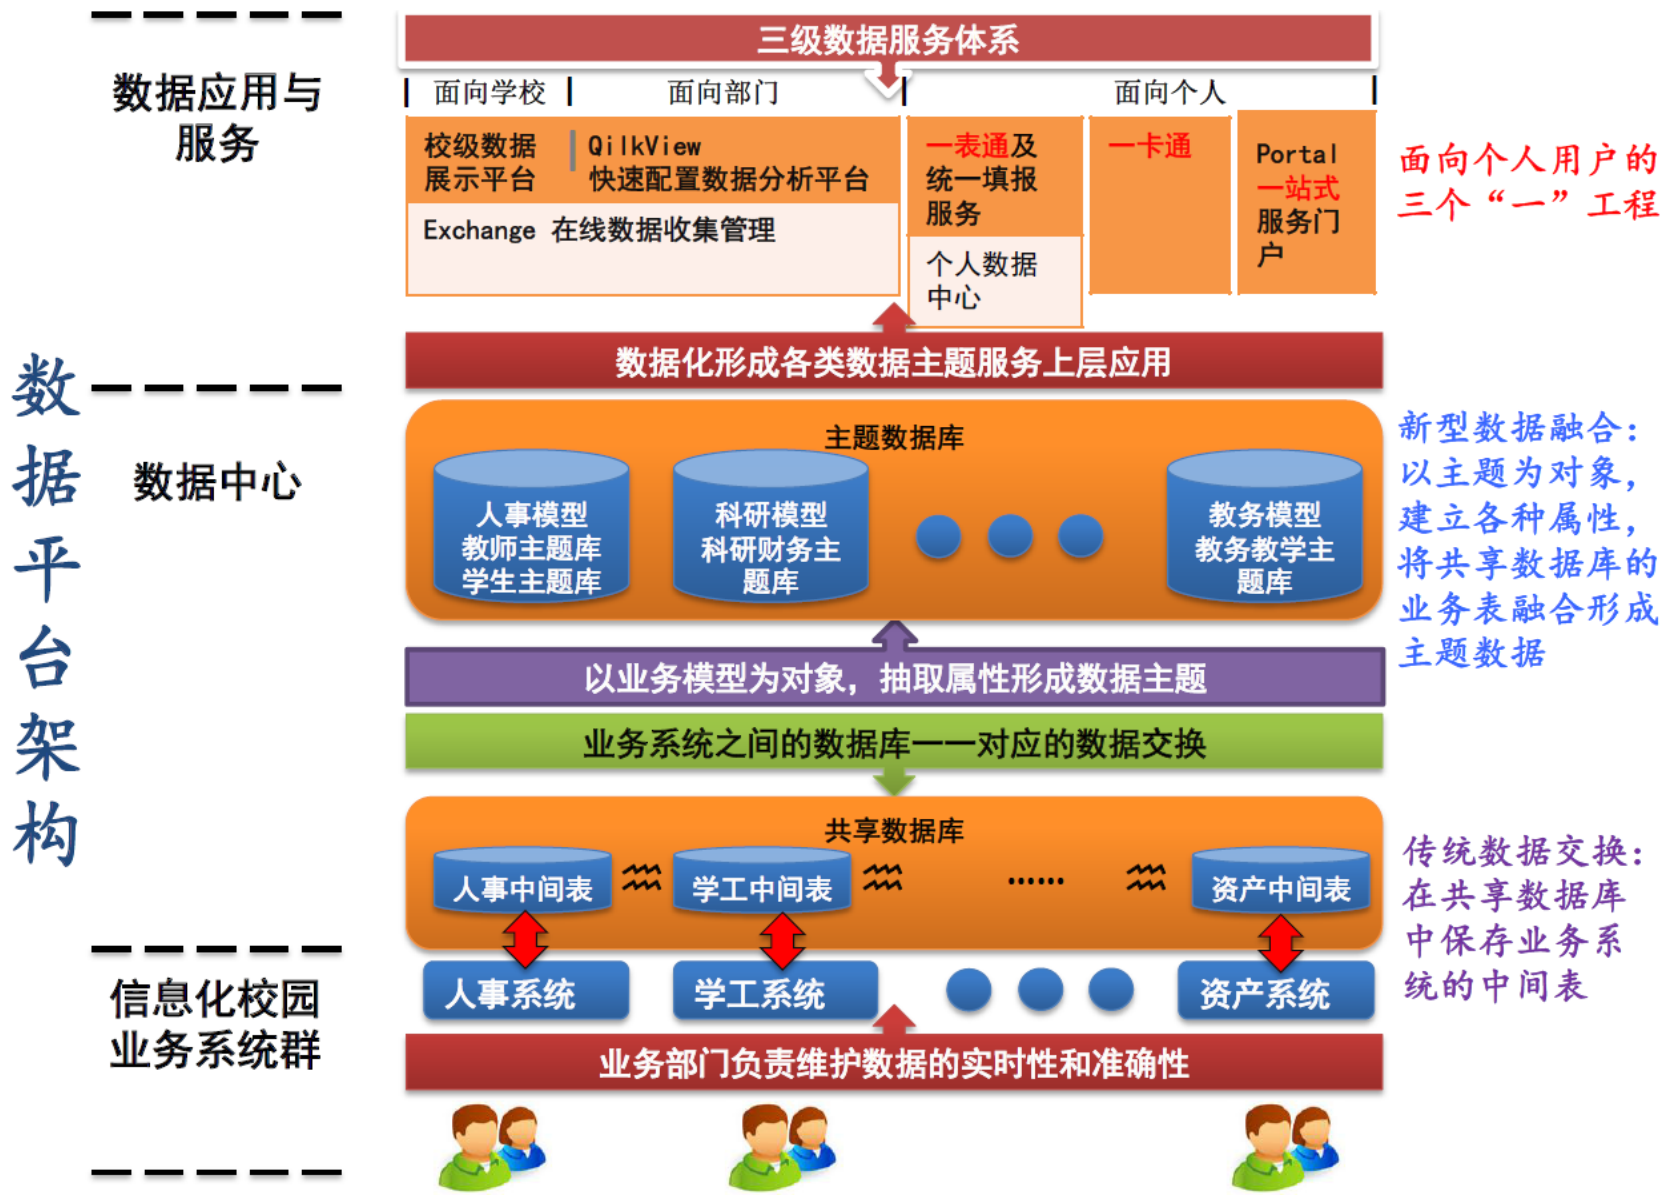 三级数据服务体系
数据应用与
服务
面向学校
面向部门
面向个人
校级数据
展示平台
QilkView
快速配置数据分析平台
Exchange 在线数据收集管理
一表通及
统一填报
服务
个人数据
中心
一卡通
Portal
一站式
服务门
户
面向个人用户的
三个“一”工程
数据化形成各类数据主题服务上层应用
数据平台架构
数据中心
主题数据库
人事模型
教师主题库
学生主题库
科研模型
科研财务主
题库
教务模型
教务教学主
题库
新型数据融合：
以主题为对象，
建立各种属性，
将共享数据库的
业务表融合形成
主题数据
以业务模型为对象，抽取属性形成数据主题
业务系统之间的数据库一一对应的数据交换
共享数据库
人事中间表
学工中间表
……
资产中间表
传统数据交换：
在共享数据库
中保存业务系
统的中间表
信息化校园
业务系统群
人事系统
学工系统
资产系统
业务部门负责维护数据的实时性和准确性